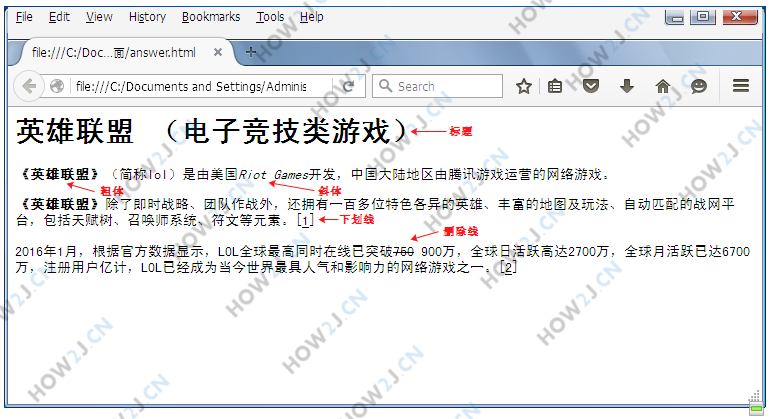 File Edit View History Bookmarks Tools Help
file:///C:/Doc...面/answer.html
file:///C:/Documents and Settings/Adminis
Search
英雄联盟 （电子竞技类游戏）
标题
《英雄联盟》（简称lol）是由美国Riot Games开发，中国大陆地区由腾讯游戏运营的网络游戏。
粗体
斜体
《英雄联盟》除了即时战略、团队作战外，还拥有一百多位特色各异的英雄、丰富的地图及玩法、自动匹配的战网平
台，包括天赋树、召唤师系统、符文等元素。[1]
下划线
删除线
2016年1月，根据官方数据显示，LOL全球最高同时在线已突破750 900万，全球日活跃高达2700万，全球月活跃已达6700
万，注册用户亿计，LOL已经成为当今世界最具人气和影响力的网络游戏之一。[2]
HOW2J.CN